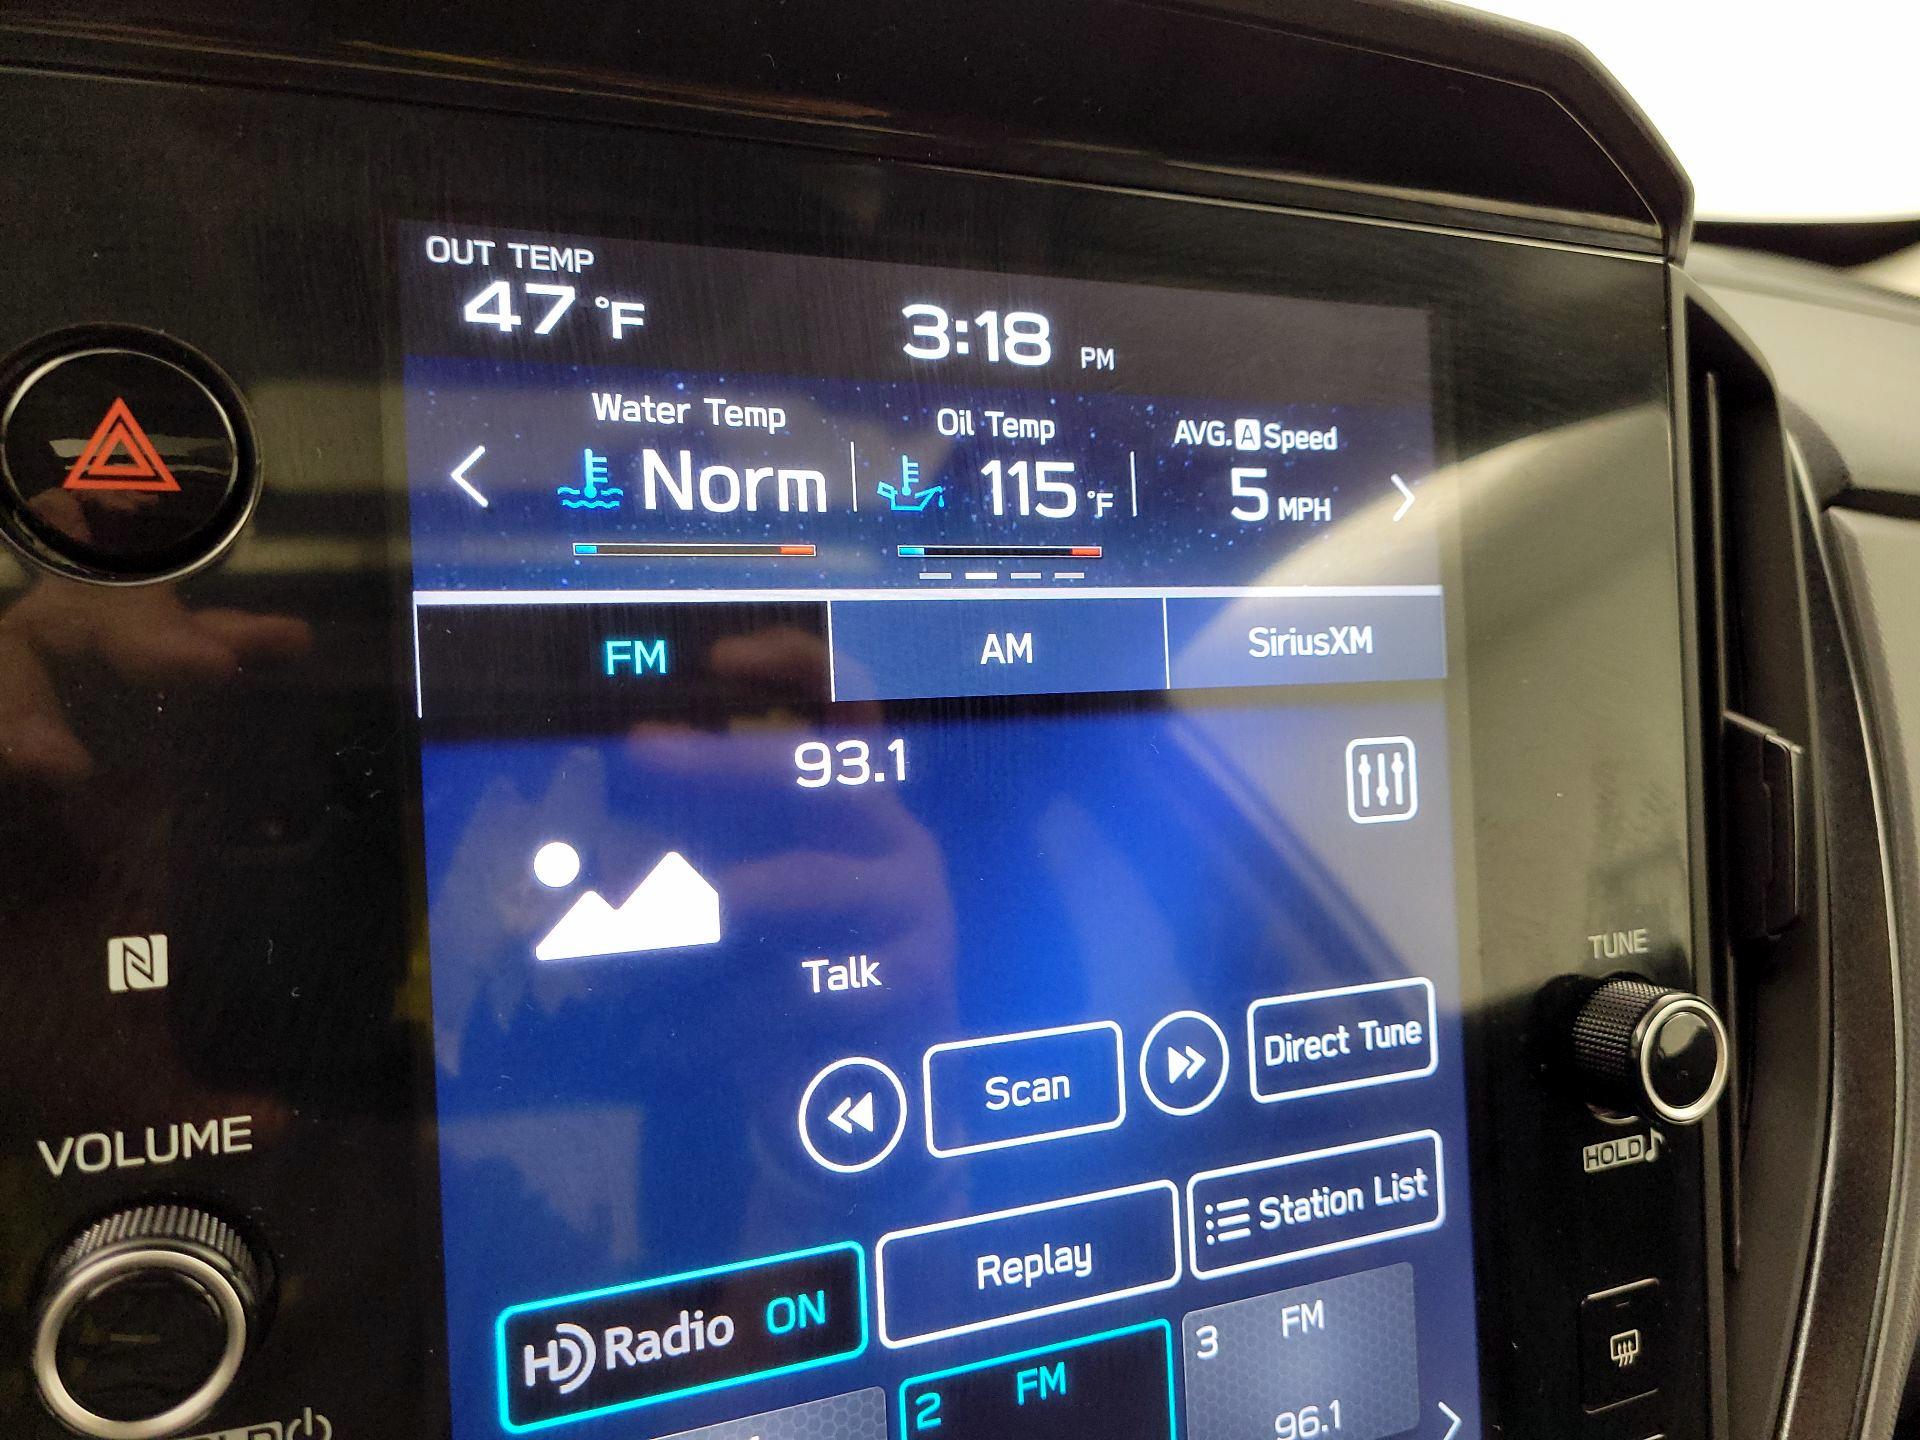 OUT TEMP
47 °F
3:18 PM
Water Temp
Norm
Oil Temp
115 °F
AVG. A Speed
5 MPH
FM
AM
SiriusXM
93.1
Talk
TUNE
HOLD
Scan
Direct Tune
VOLUME
HD Radio ON
Replay
Station List
2
FM
3
FM
96.1